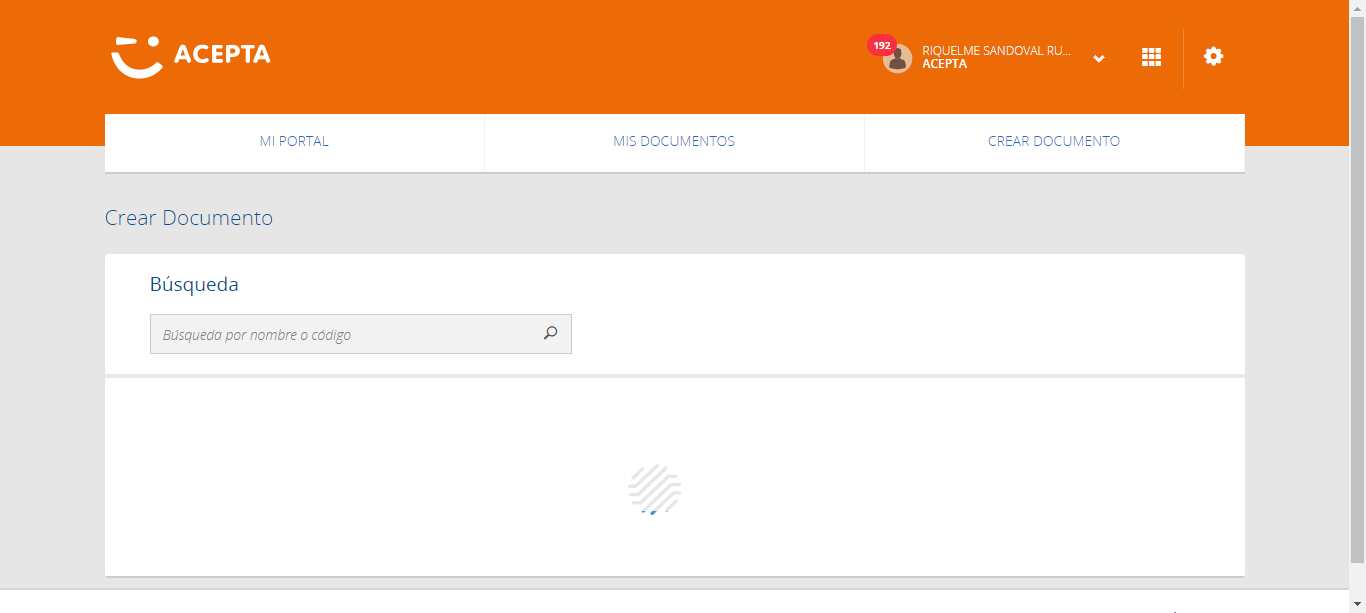 ACEPTA
192
RIQUELME SANDOVAL RU...
ACEPTA
MI PORTAL
MIS DOCUMENTOS
CREAR DOCUMENTO
Crear Documento
Búsqueda
Búsqueda por nombre o código